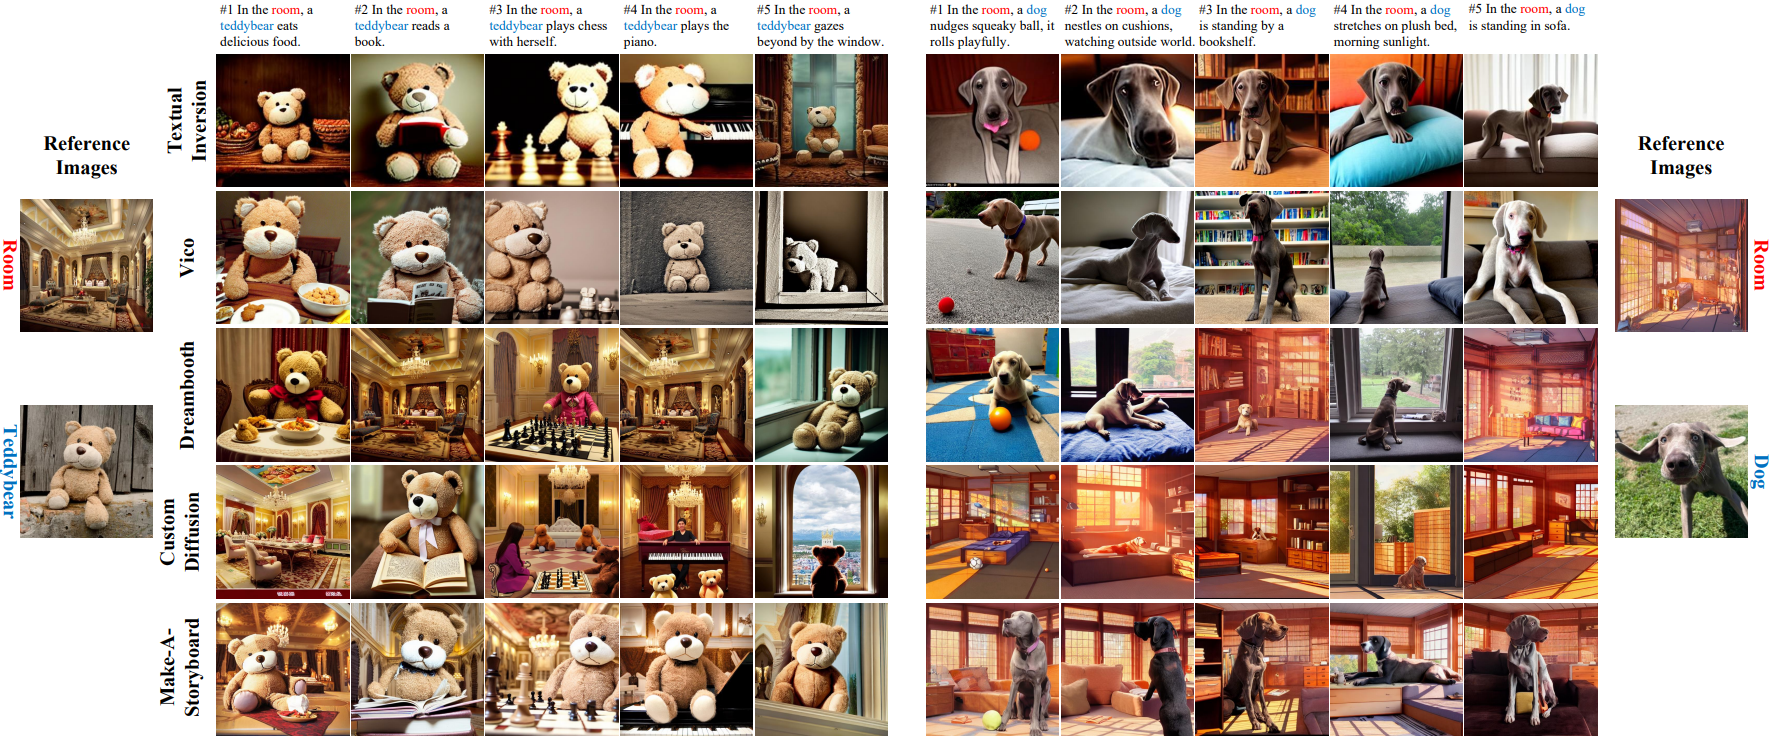 #1 In the room, a
teddybear eats
delicious food.
#2 In the room, a
teddybear reads a
book.
#3 In the room, a
teddybear plays chess
with herself.
#4 In the room, a
teddybear plays the
piano.
#5 In the room, a
teddybear gazes
beyond by the window.
#1 In the room, a dog
nudges squeaky ball, it
rolls playfully.
#2 In the room, a dog
nestles on cushions,
watching outside world.
#3 In the room, a dog
is standing by a
bookshelf.
#4 In the room, a dog
stretches on plush bed,
morning sunlight.
#5 In the room, a dog
is standing in sofa.
Reference
Images
Room
Teddybear
Textual
Inversion
Vico
Dreambooth
Custom
Diffusion
Make-A-
Storyboard
Reference
Images
Room
Dog